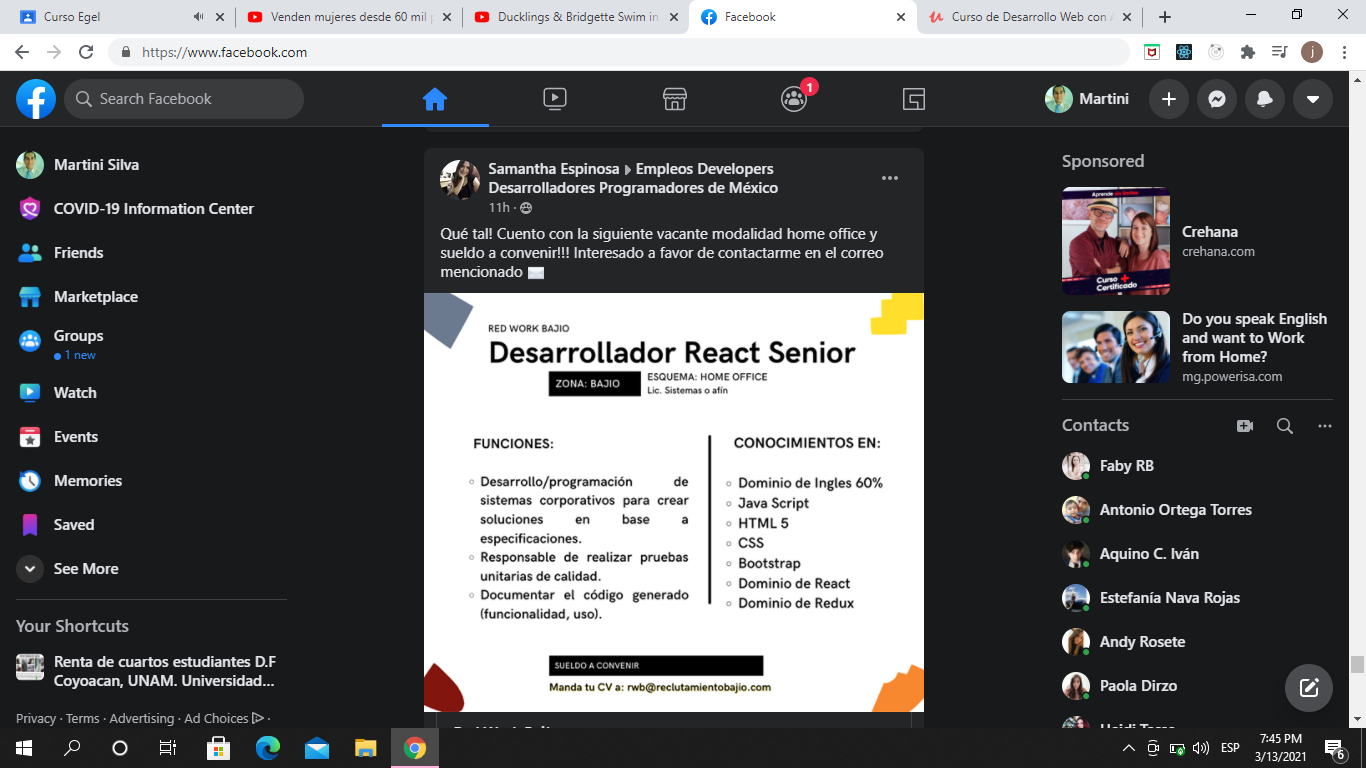 Curso Egel
Venden mujeres desde 60 mil p
Ducklings & Bridgette Swim in
Facebook
Curso de Desarrollo Web con A
https://www.facebook.com
j
Search Facebook
1
Martini
Martini Silva
COVID-19 Information Center
Friends
Marketplace
Groups
1 new
Watch
Events
Memories
Saved
See More
Your Shortcuts
Renta de cuartos estudiantes D.F
Coyoacan, UNAM. Universidad...
Privacy · Terms · Advertising · Ad Choices ·
Samantha Espinosa Empleos Developers
Desarrolladores Programadores de México
11h ·
Qué tal! Cuento con la siguiente vacante modalidad home office y
sueldo a convenir!!! Interesado a favor de contactarme en el correo
mencionado
RED WORK BAJIO
Desarrollador React Senior
ZONA: BAJIO
ESQUEMA: HOME OFFICE
Lic. Sistemas o afín
FUNCIONES:
Desarrollo/programación de
sistemas corporativos para crear
soluciones en base a
especificaciones.
Responsable de realizar pruebas
unitarias de calidad.
Documentar el código generado
(funcionalidad, uso).
CONOCIMIENTOS EN:
Dominio de Ingles 60%
Java Script
HTML 5
CSS
Bootstrap
Dominio de React
Dominio de Redux
SUELDO A CONVENIR
Manda tu CV a: rwb@reclutamientobajio.com
Sponsored
Aprende sin límites
Curso
Certificado
Crehana
crehana.com
Do you speak English
and want to Work
from Home?
mg.powerisa.com
Contacts
Faby RB
Antonio Ortega Torres
Aquino C. Iván
Estefanía Nava Rojas
Andy Rosete
Paola Dirzo
ESP
7:45 PM
3/13/2021
6